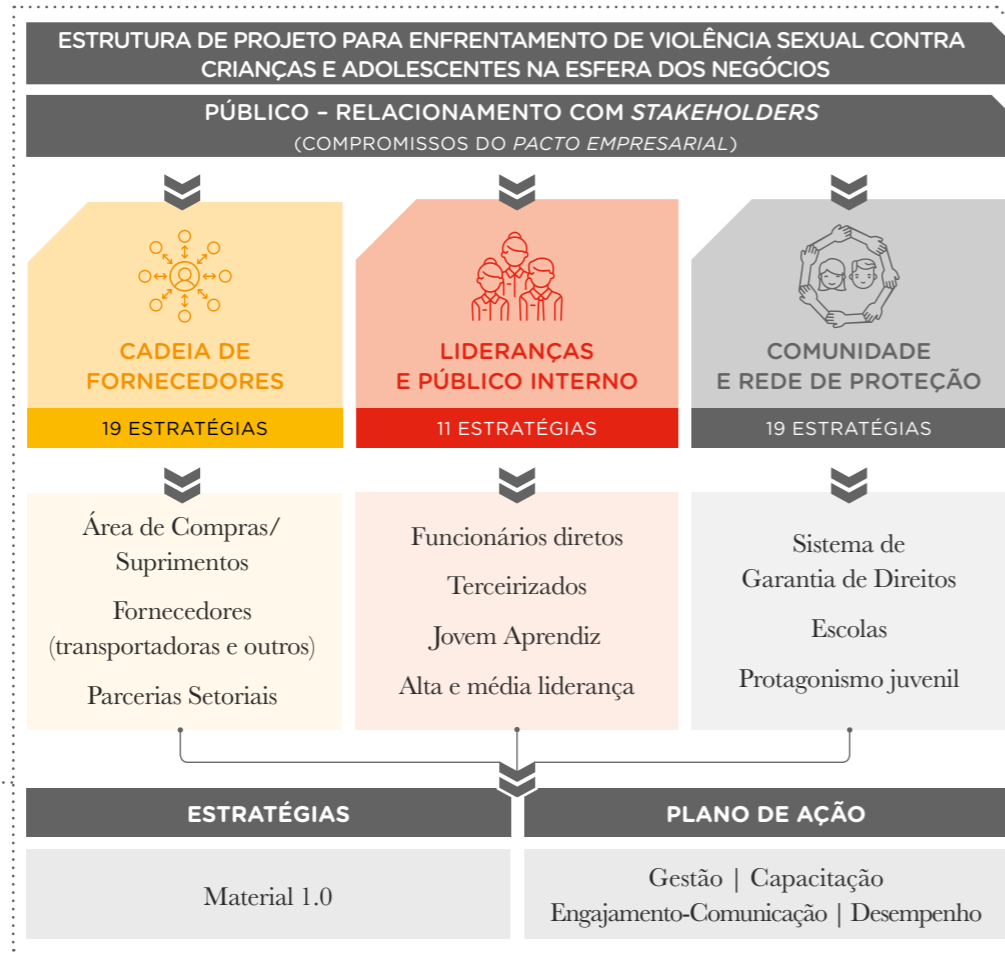 ESTRUTURA DE PROJETO PARA ENFRENTAMENTO DE VIOLÊNCIA SEXUAL CONTRA
CRIANÇAS E ADOLESCENTES NA ESFERA DOS NEGÓCIOS
PÚBLICO – RELACIONAMENTO COM STAKEHOLDERS
(COMPROMISSOS DO PACTO EMPRESARIAL)
CADEIA DE
FORNECEDORES
19 ESTRATÉGIAS
Área de Compras/
Suprimentos
Fornecedores
(transportadoras e outros)
Parcerias Setoriais
LIDERANÇAS
E PÚBLICO INTERNO
11 ESTRATÉGIAS
Funcionários diretos
Terceirizados
Jovem Aprendiz
Alta e média liderança
COMUNIDADE
E REDE DE PROTEÇÃO
19 ESTRATÉGIAS
Sistema de
Garantia de Direitos
Escolas
Protagonismo juvenil
ESTRATÉGIAS
Material 1.0
PLANO DE AÇÃO
Gestão | Capacitação
Engajamento-Comunicação | Desempenho